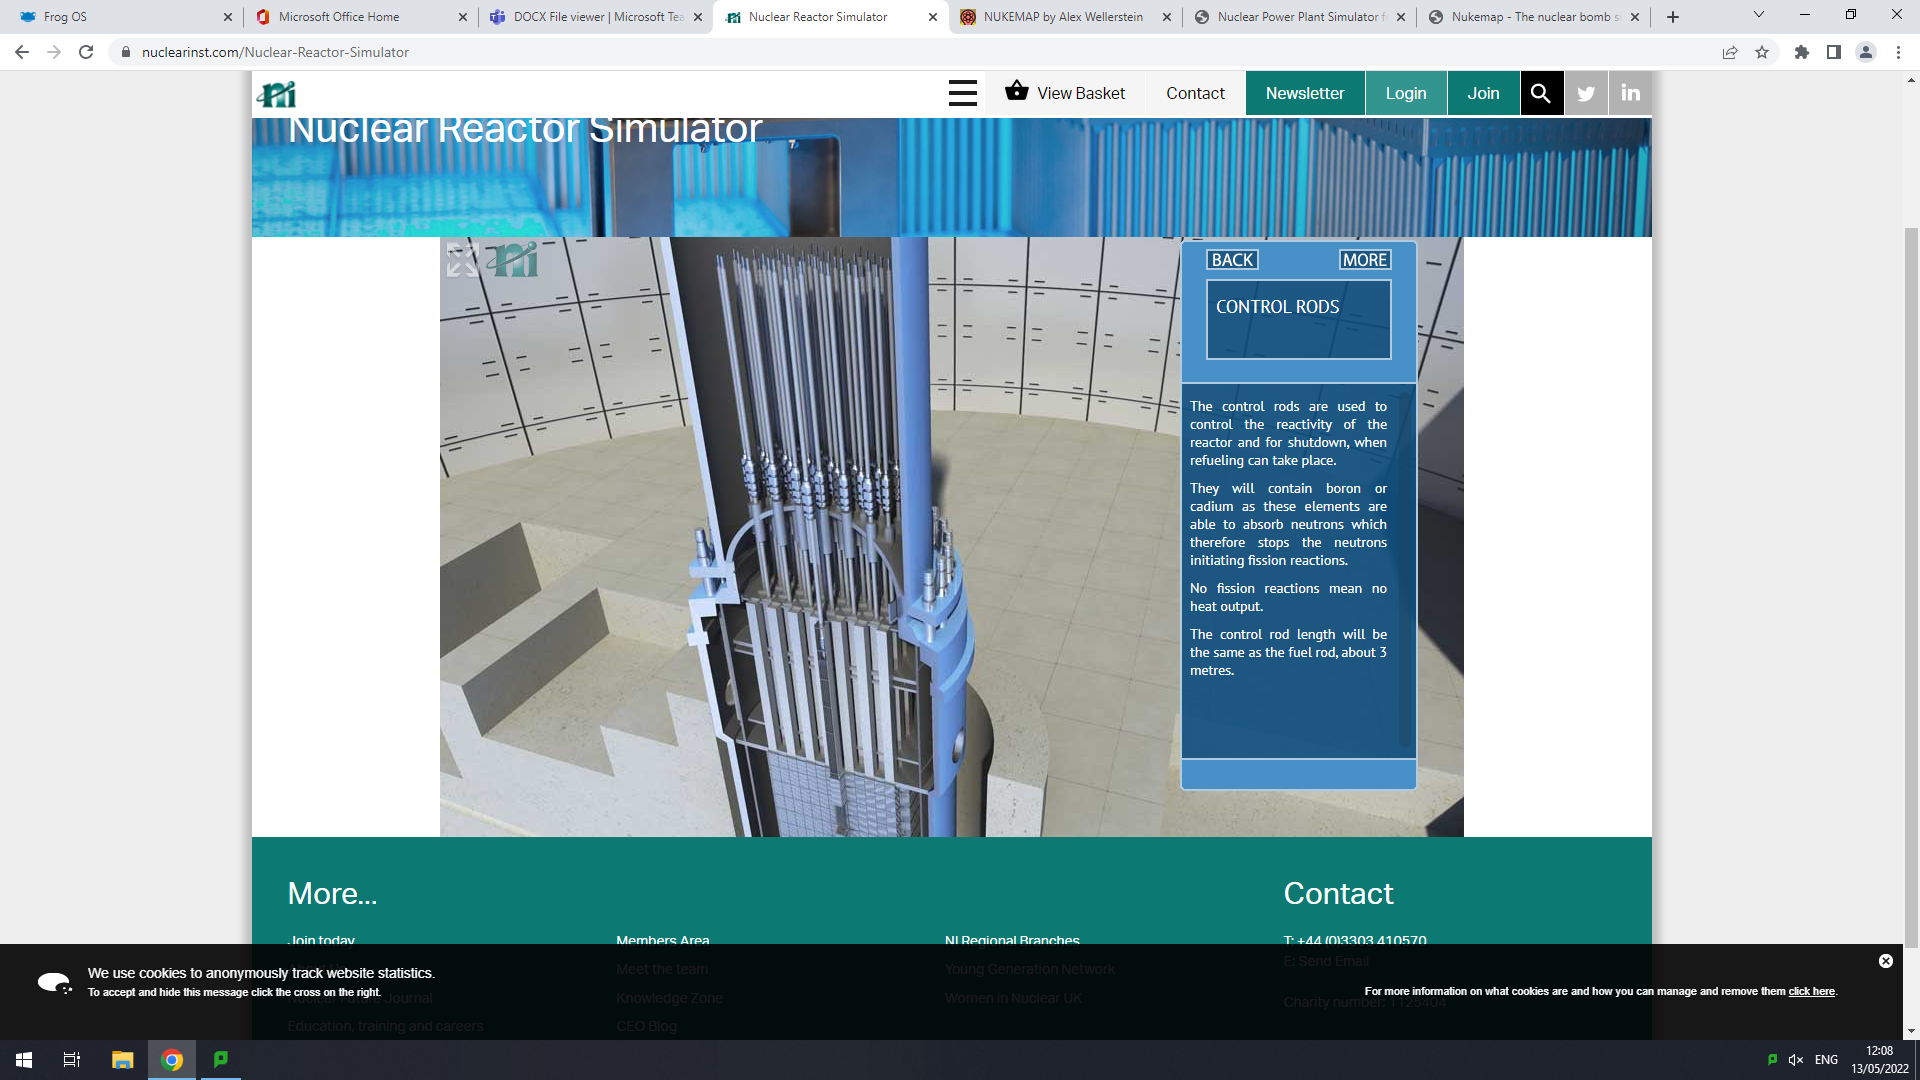 Frog OS
Microsoft Office Home
DOCX File viewer | Microsoft Tea
Nuclear Reactor Simulator
NUKEMAP by Alex Wellerstein
Nuclear Power Plant Simulator f
Nukemap - The nuclear bomb s
nuclearinst.com/Nuclear-Reactor-Simulator
ni
View Basket
Contact
Newsletter
Login
Join
in
Nuclear Reactor Simulator
ni
BACK
MORE
CONTROL RODS
The control rods are used to
control the reactivity of the
reactor and for shutdown, when
refueling can take place.
They will contain boron or
cadium as these elements are
able to absorb neutrons which
therefore stops the neutrons
initiating fission reactions.
No fission reactions mean no
heat output.
The control rod length will be
the same as the fuel rod, about 3
metres.
More...
Contact
Join today
Members Area
NI Regional Branches
T: +44 (0)3303 410570
Meet the team
Young Generation Network
E: Send Email
Journal
Knowledge Zone
Women in Nuclear UK
Charity number: 1125404
Education, training and careers
CEO Blog
We use cookies to anonymously track website statistics.
To accept and hide this message click the cross on the right.
For more information on what cookies are and how you can manage and remove them click here.
ENG
12:08
13/05/2022